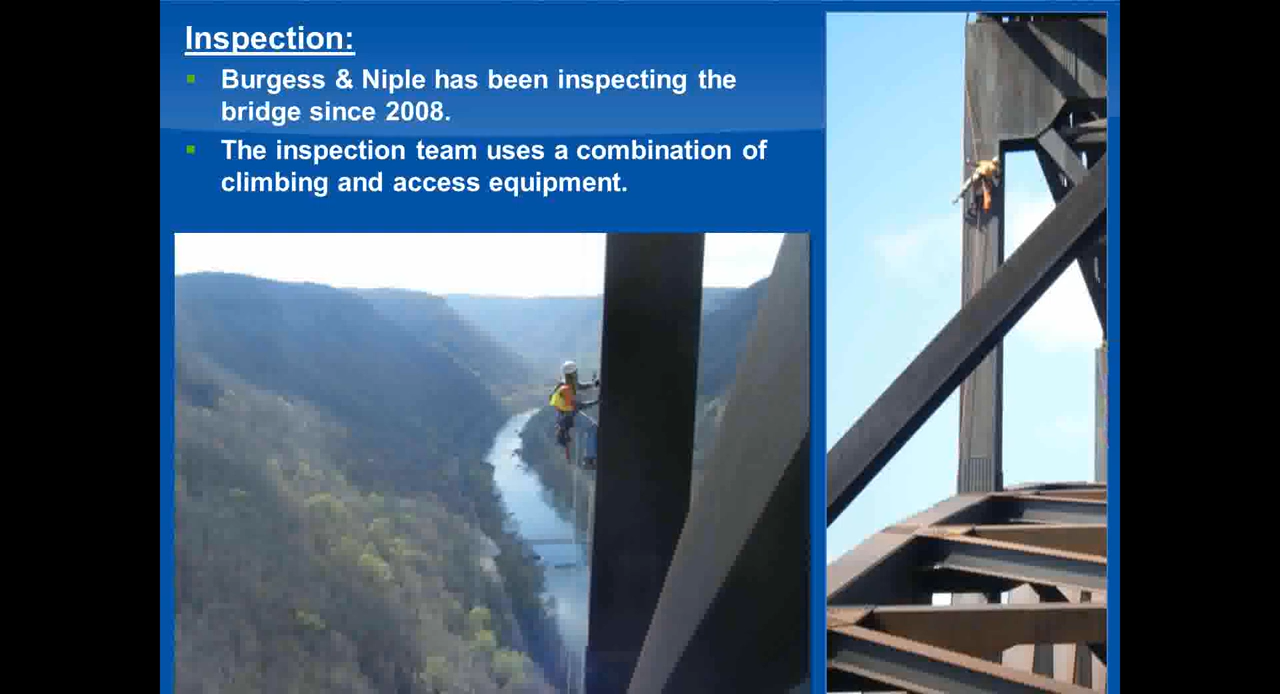 Inspection:
Burgess & Niple has been inspecting the
bridge since 2008.
The inspection team uses a combination of
climbing and access equipment.